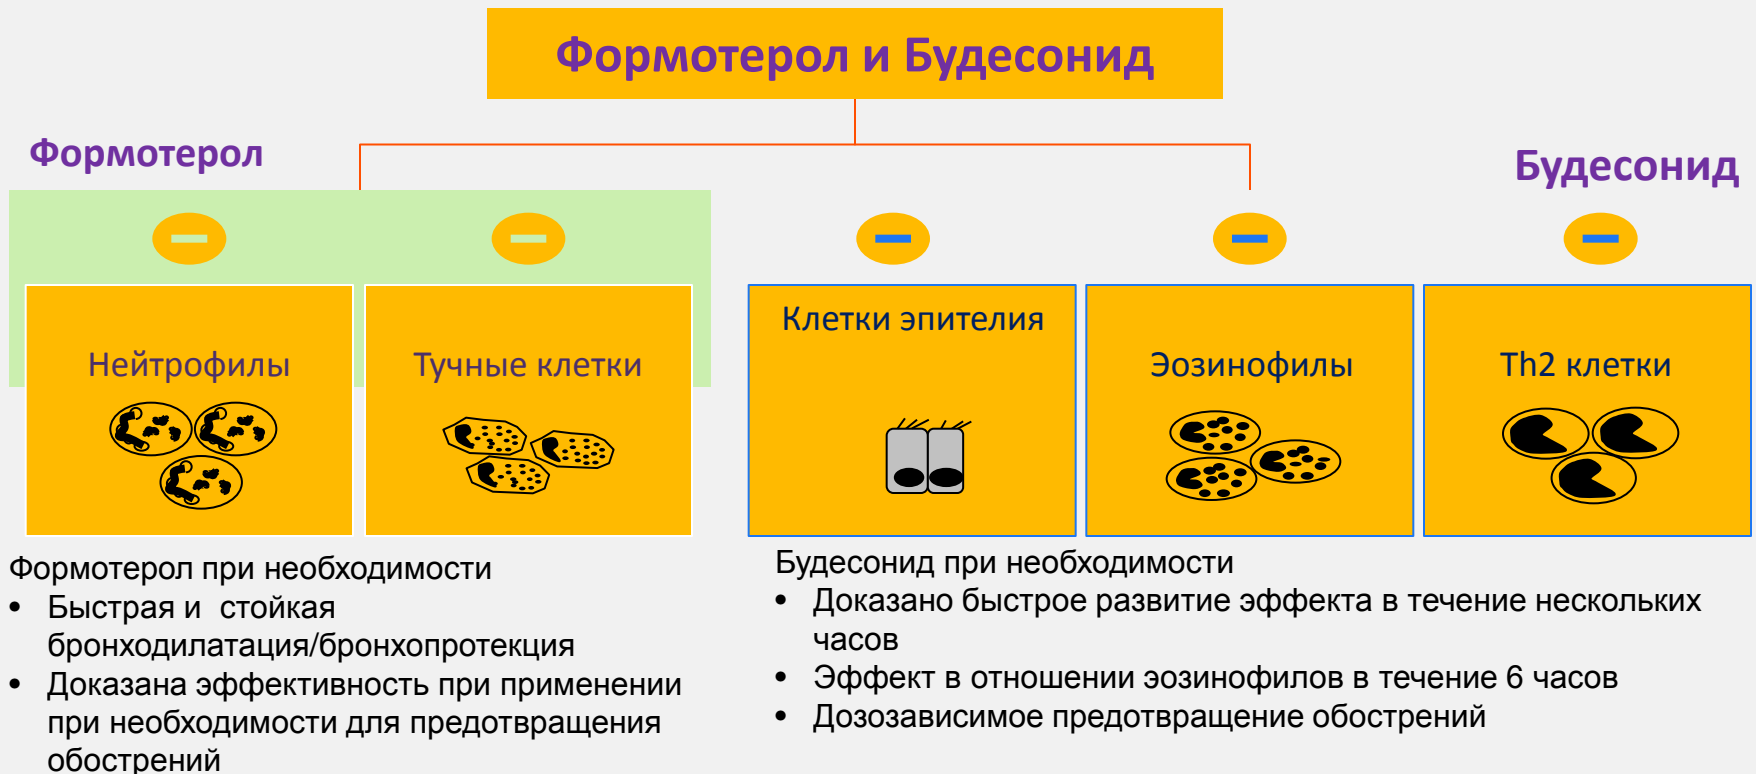 Формотерол и Будесонид
Формотерол
Будесонид
Нейтрофилы
Тучные клетки
Клетки эпителия
Эозинофилы
Th2 клетки
Формотерол при необходимости
• Быстрая и стойкая
бронходилатация/бронхопротекция
• Доказана эффективность при применении
при необходимости для предотвращения
обострений
Будесонид при необходимости
• Доказано быстрое развитие эффекта в течение нескольких
часов
• Эффект в отношении эозинофилов в течение 6 часов
• Дозозависимое предотвращение обострений